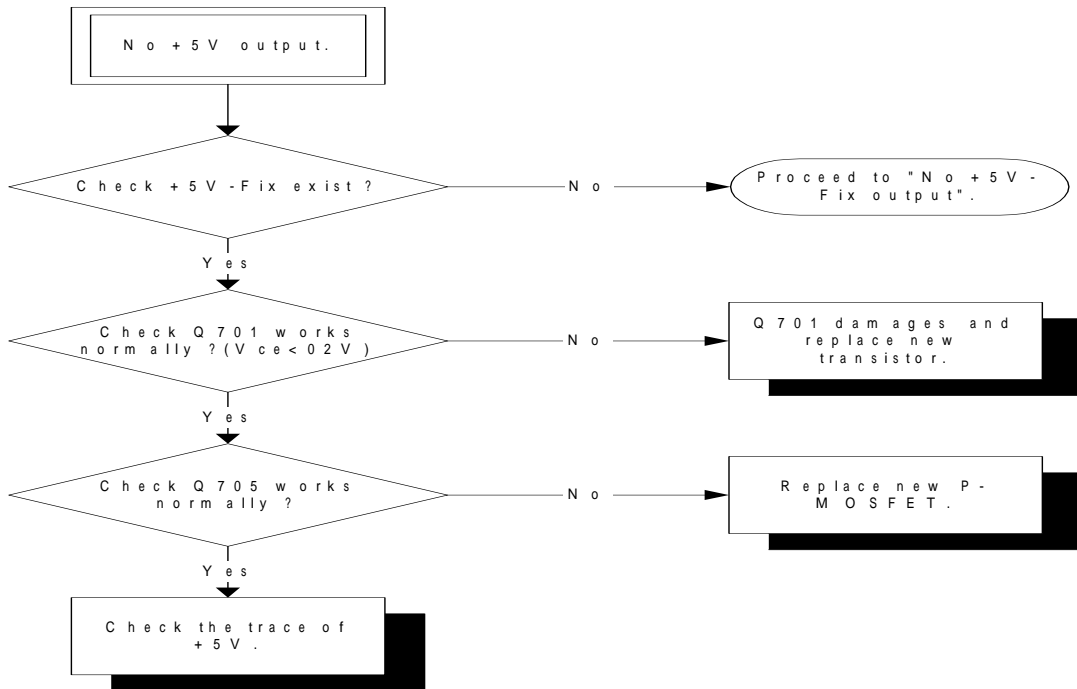 No +5V output.
Check +5V-Fix exist?
No
Proceed to "No +5V-
Fix output".
Yes
Check Q701 works
normally?(Vce<02V)
No
Q701 damages and
replace new
transistor.
Yes
Check Q705 works
normally?
No
Replace new P-
MOSFET.
Yes
Check the trace of
+5V.